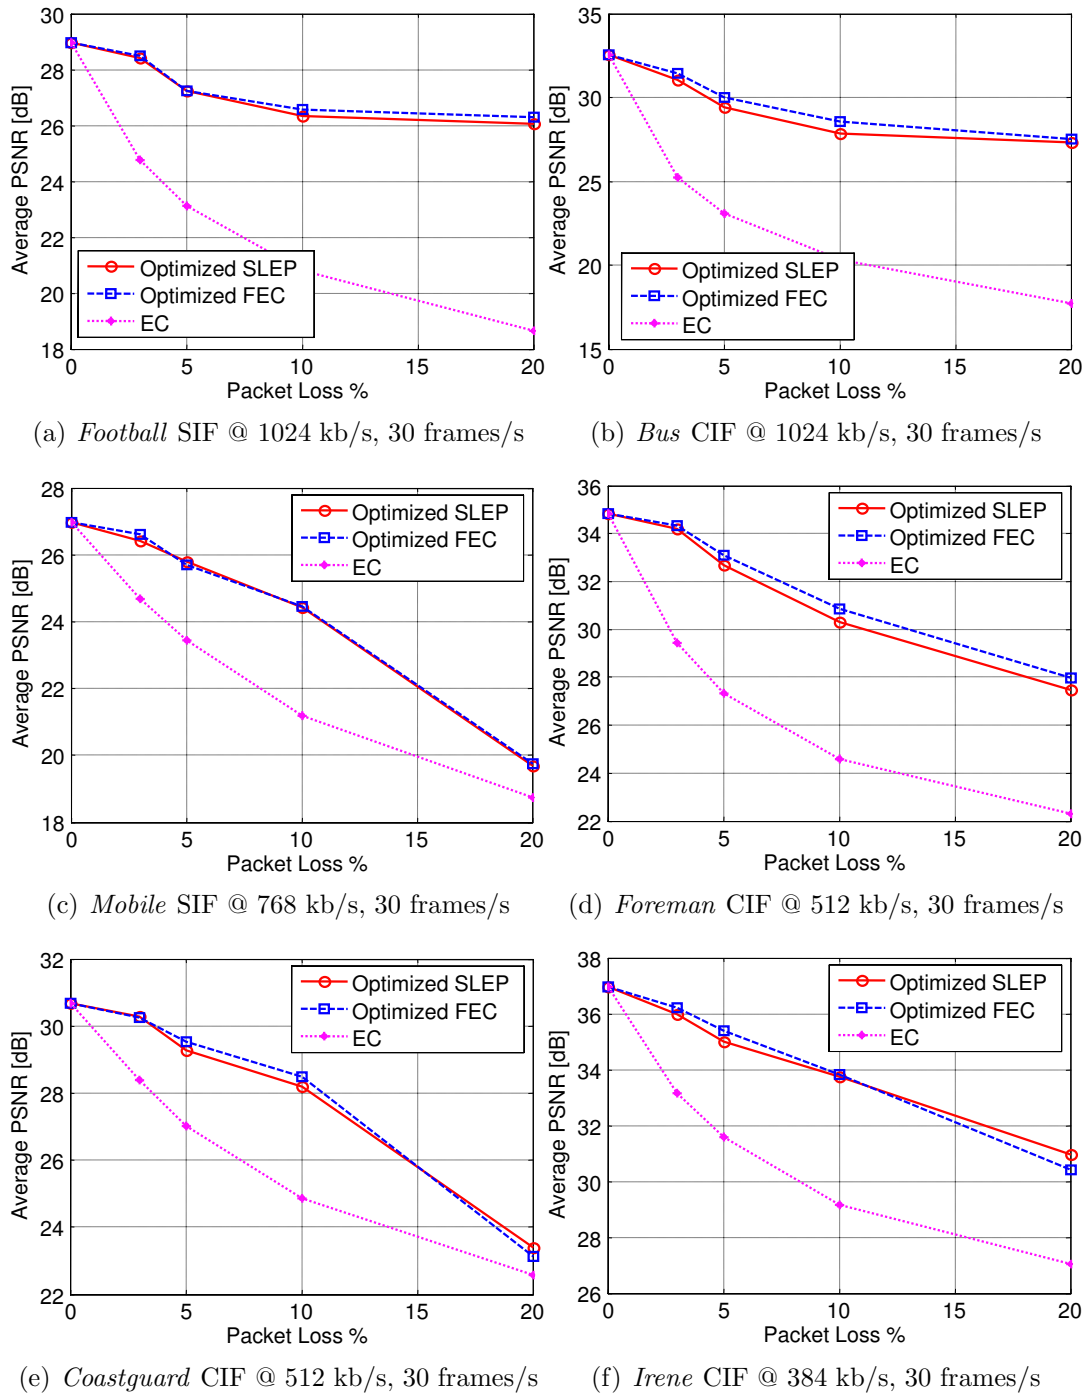 30
28
26
24
22
20
18
Average PSNR [dB]
Optimized SLEP
Optimized FEC
EC
0 5 10 15 20
Packet Loss %
(a) Football SIF @ 1024 kb/s, 30 frames/s
35
30
25
20
15
Average PSNR [dB]
Optimized SLEP
Optimized FEC
EC
0 5 10 15 20
Packet Loss %
(b) Bus CIF @ 1024 kb/s, 30 frames/s
28
26
24
22
20
18
Average PSNR [dB]
Optimized SLEP
Optimized FEC
EC
0 5 10 15 20
Packet Loss %
(c) Mobile SIF @ 768 kb/s, 30 frames/s
36
34
32
30
28
26
24
22
Average PSNR [dB]
Optimized SLEP
Optimized FEC
EC
0 5 10 15 20
Packet Loss %
(d) Foreman CIF @ 512 kb/s, 30 frames/s
32
30
28
26
24
22
Average PSNR [dB]
Optimized SLEP
Optimized FEC
EC
0 5 10 15 20
Packet Loss %
(e) Coastguard CIF @ 512 kb/s, 30 frames/s
38
36
34
32
30
28
26
Average PSNR [dB]
Optimized SLEP
Optimized FEC
EC
0 5 10 15 20
Packet Loss %
(f) Irene CIF @ 384 kb/s, 30 frames/s